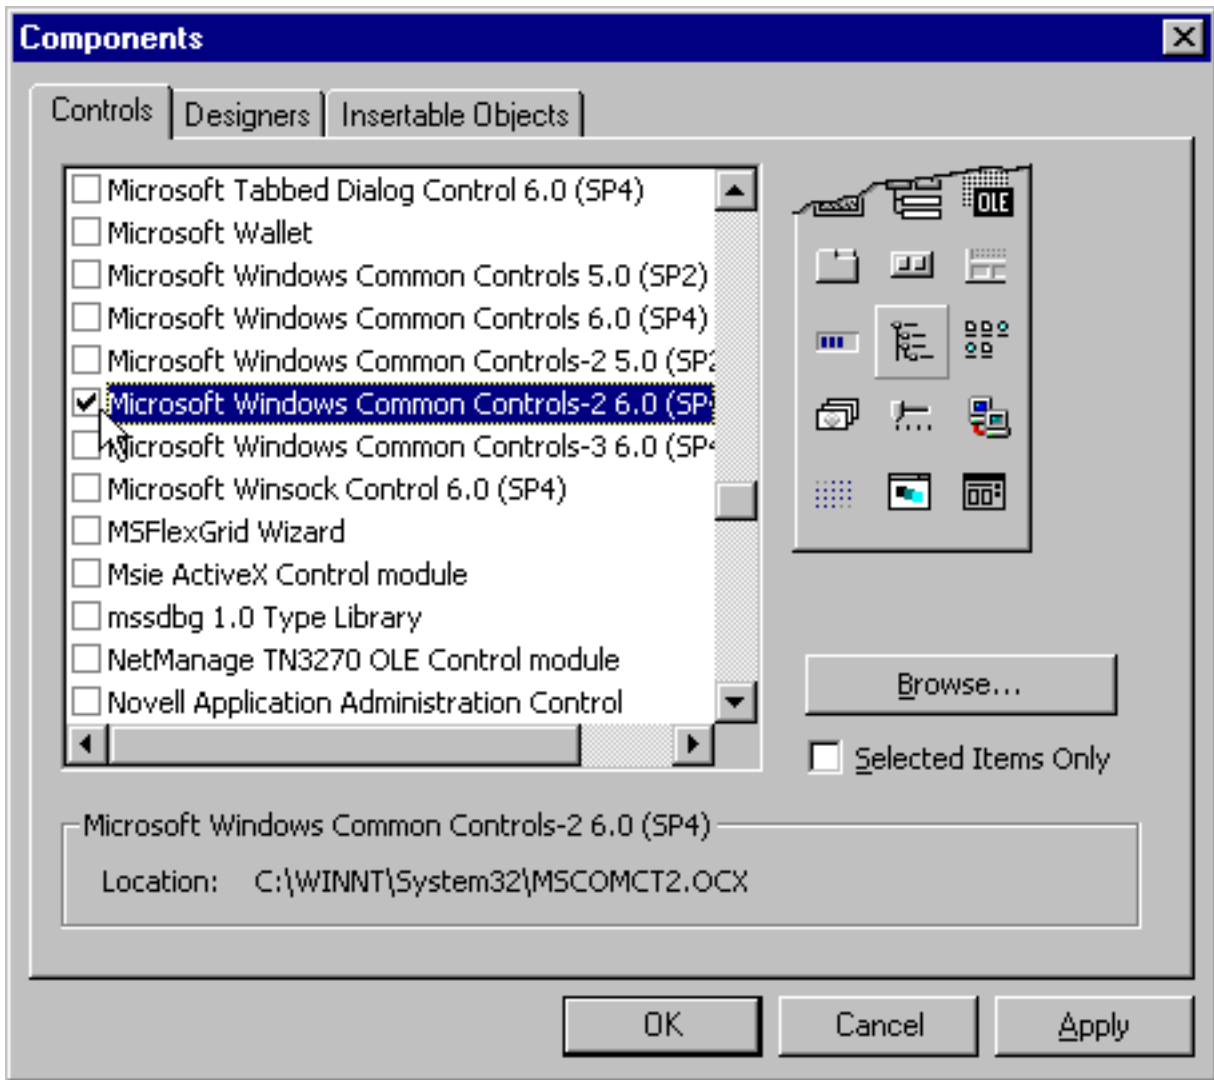 Components
Controls
Designers
Insertable Objects
Microsoft Tabbed Dialog Control 6.0 (SP4)
Microsoft Wallet
Microsoft Windows Common Controls 5.0 (SP2)
Microsoft Windows Common Controls 6.0 (SP4)
Microsoft Windows Common Controls-2 5.0 (SP2
Microsoft Windows Common Controls-2 6.0 (SP
Microsoft Windows Common Controls-3 6.0 (SP4
Microsoft Winsock Control 6.0 (SP4)
MSFlexGrid Wizard
Msie ActiveX Control module
mssdbg 1.0 Type Library
NetManage TN3270 OLE Control module
Novell Application Administration Control
OLE
Browse...
Selected Items Only
Microsoft Windows Common Controls-2 6.0 (SP4)
Location: C:\WINNT\System32\MSCOMCT2.OCX
OK
Cancel
Apply